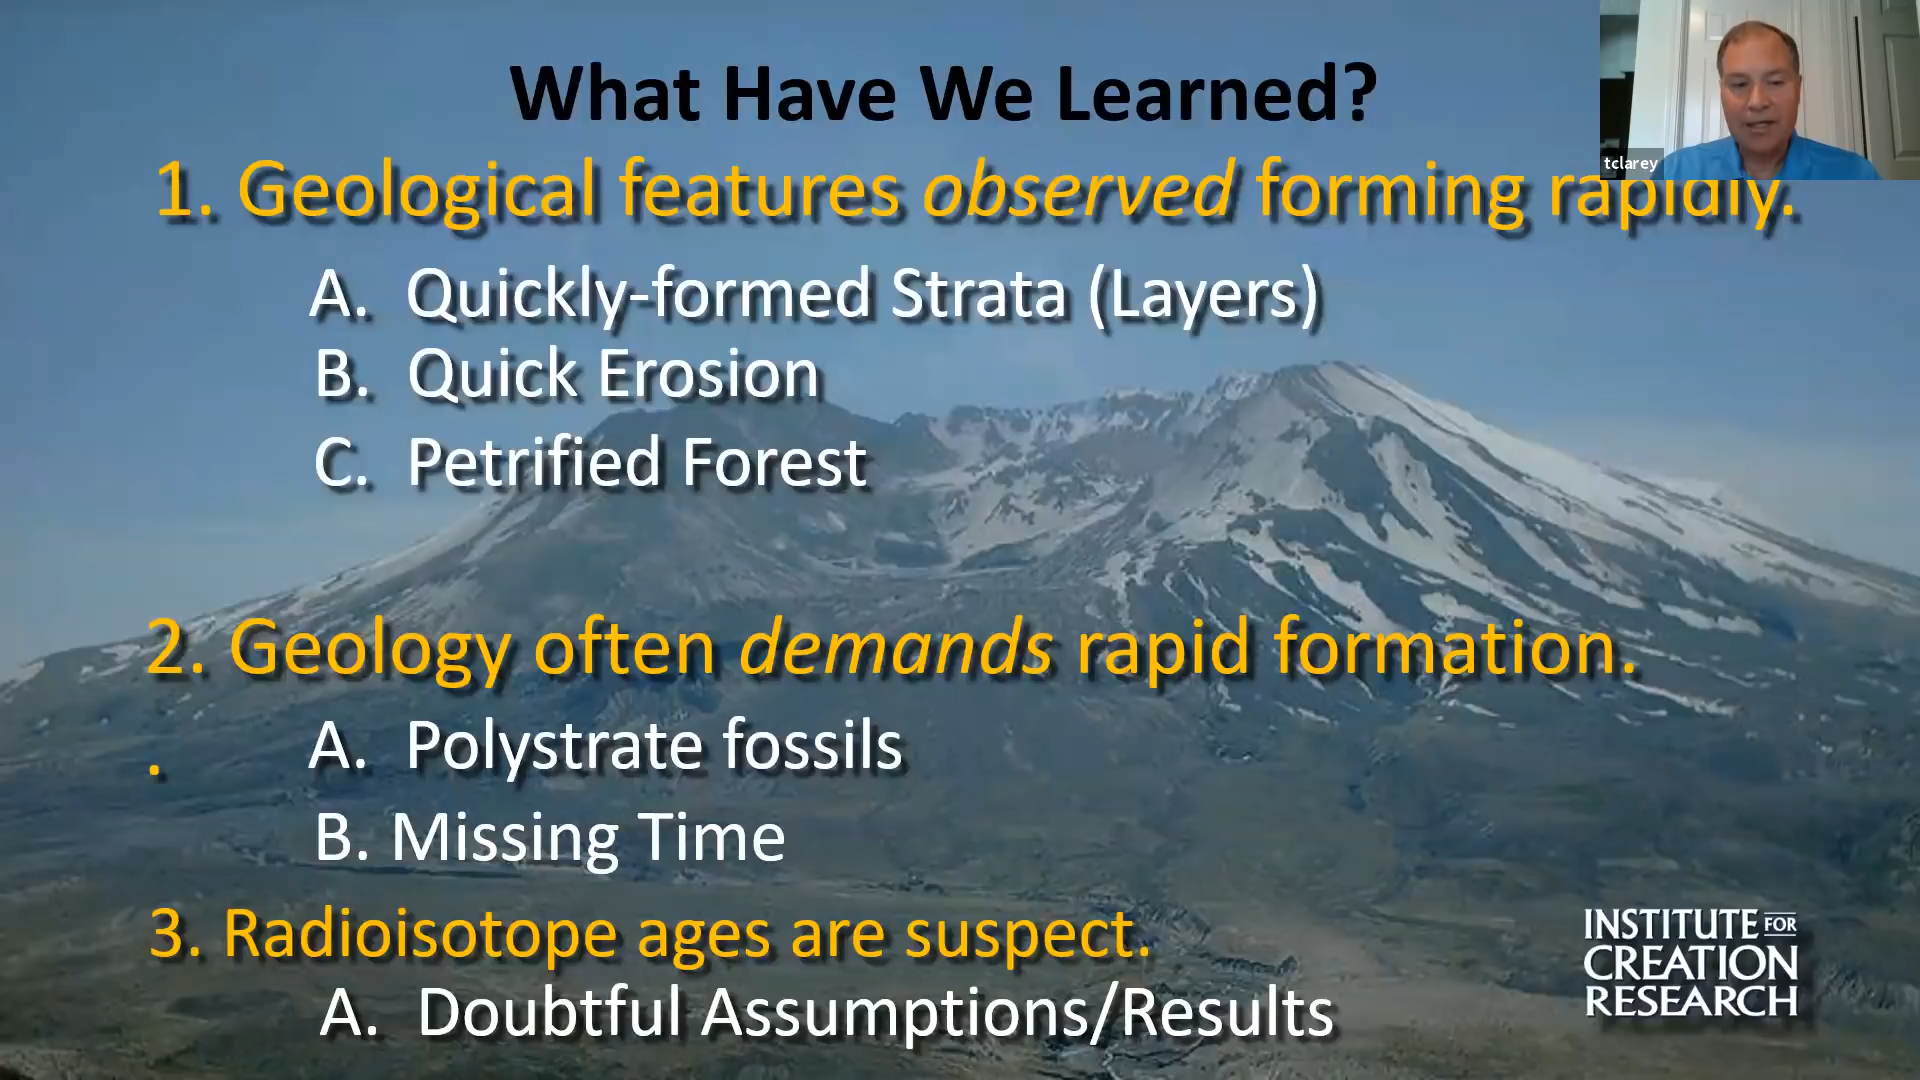 What Have We Learned?
tclarey
1. Geological features observed forming rapidly.
A. Quickly-formed Strata (Layers)
B. Quick Erosion
C. Petrified Forest
2. Geology often demands rapid formation.
. A. Polystrate fossils
B. Missing Time
3. Radioisotope ages are suspect.
A. Doubtful Assumptions/Results
INSTITUTE FOR
CREATION
RESEARCH